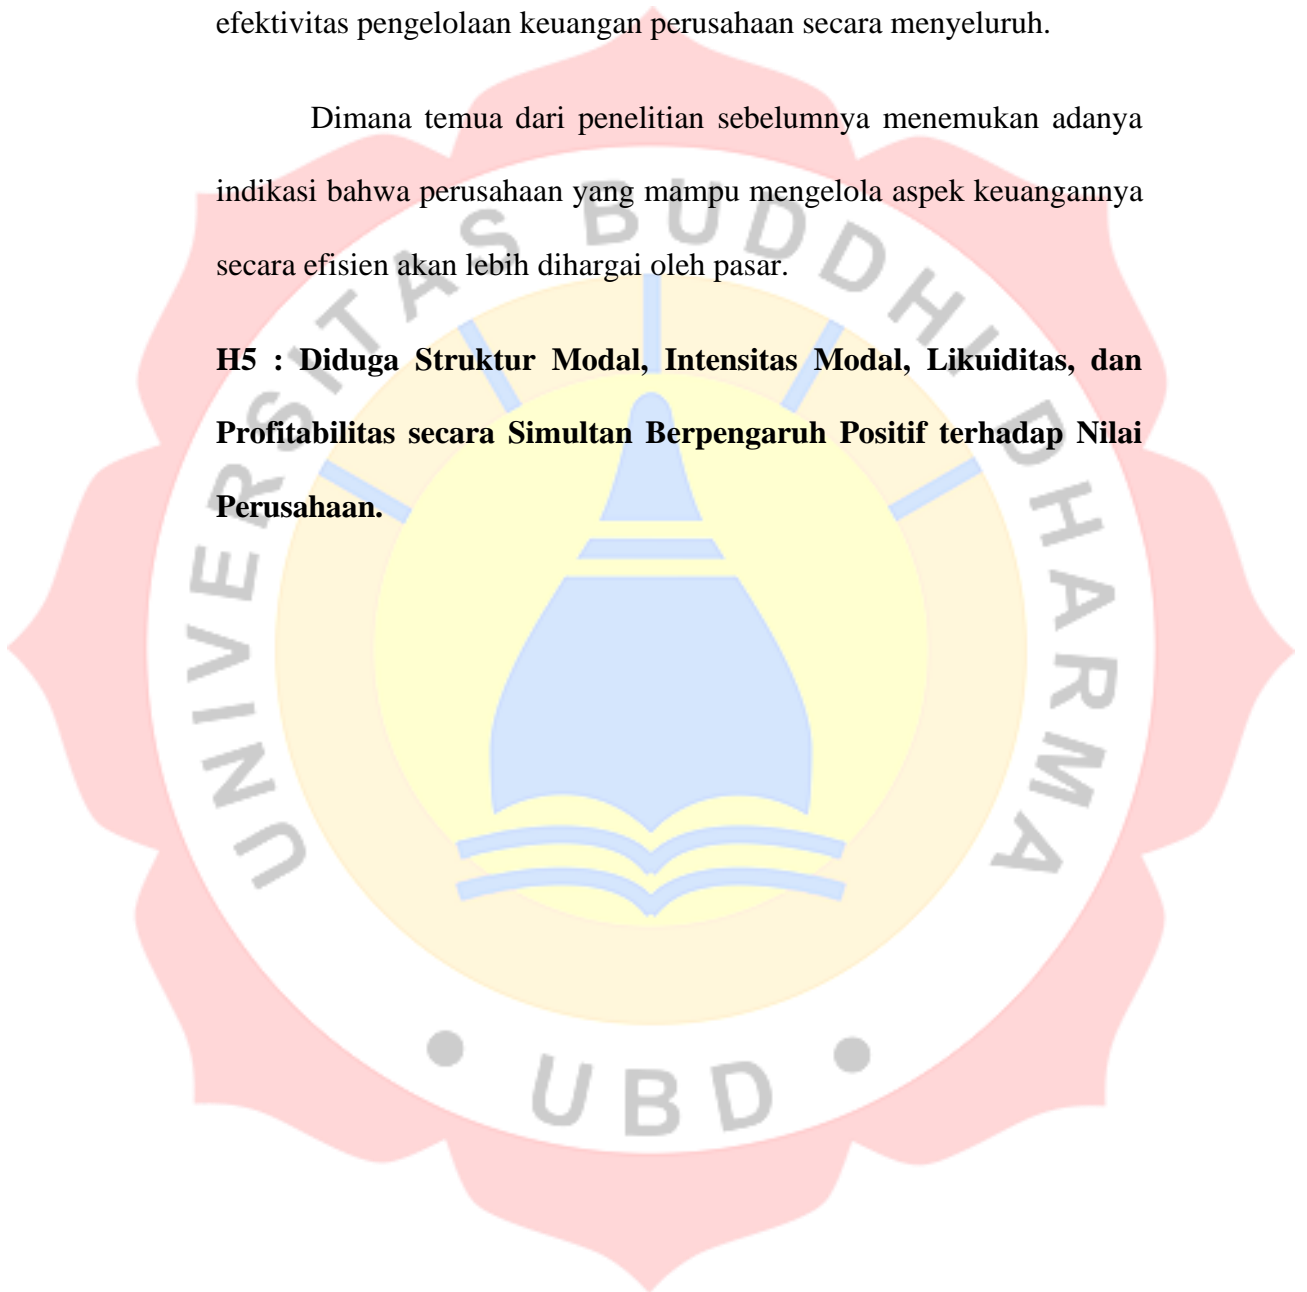 efektivitas pengelolaan keuangan perusahaan secara menyeluruh.
Dimana temua dari penelitian sebelumnya menemukan adanya
indikasi bahwa perusahaan yang mampu mengelola aspek keuangannya
secara efisien akan lebih dihargai oleh pasar.
H5 : Diduga Struktur Modal, Intensitas Modal, Likuiditas, dan
Profitabilitas secara Simultan Berpengaruh Positif terhadap Nilai
Perusahaan.
UNIVERSITAS BUDDHI DHARMA
• UBD •